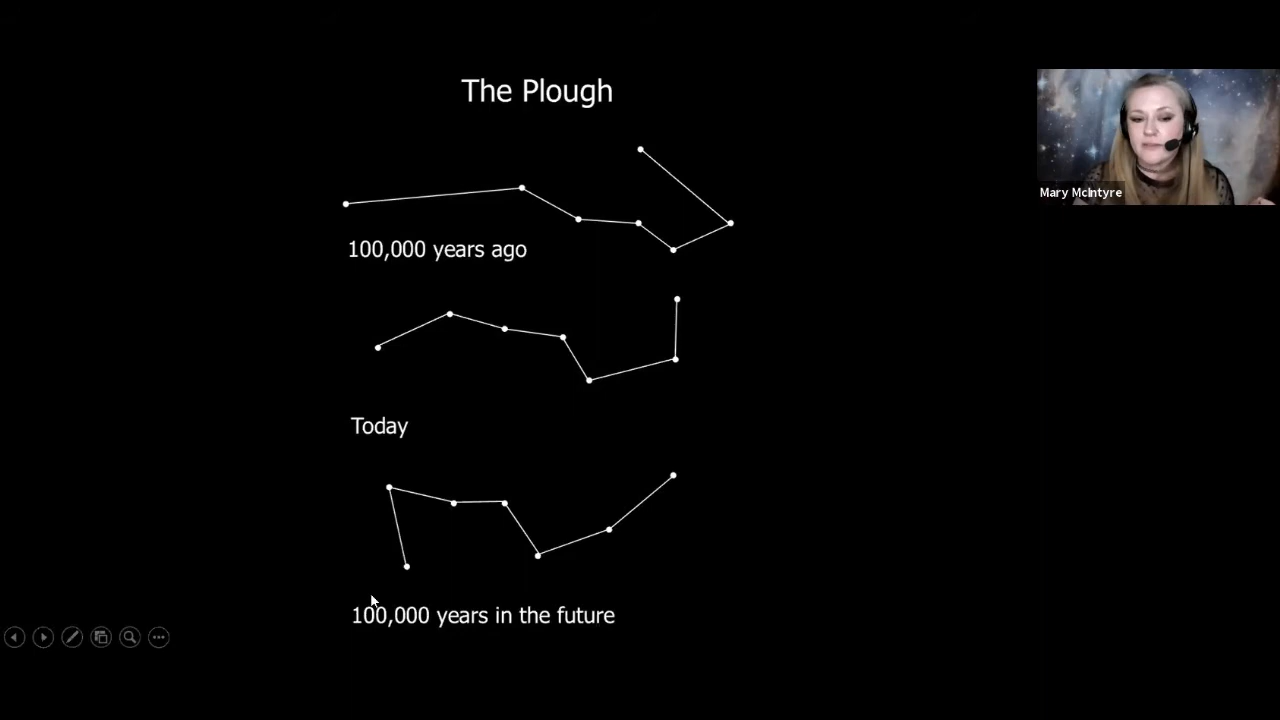 The Plough
Mary McIntyre
100,000 years ago
Today
100,000 years in the future